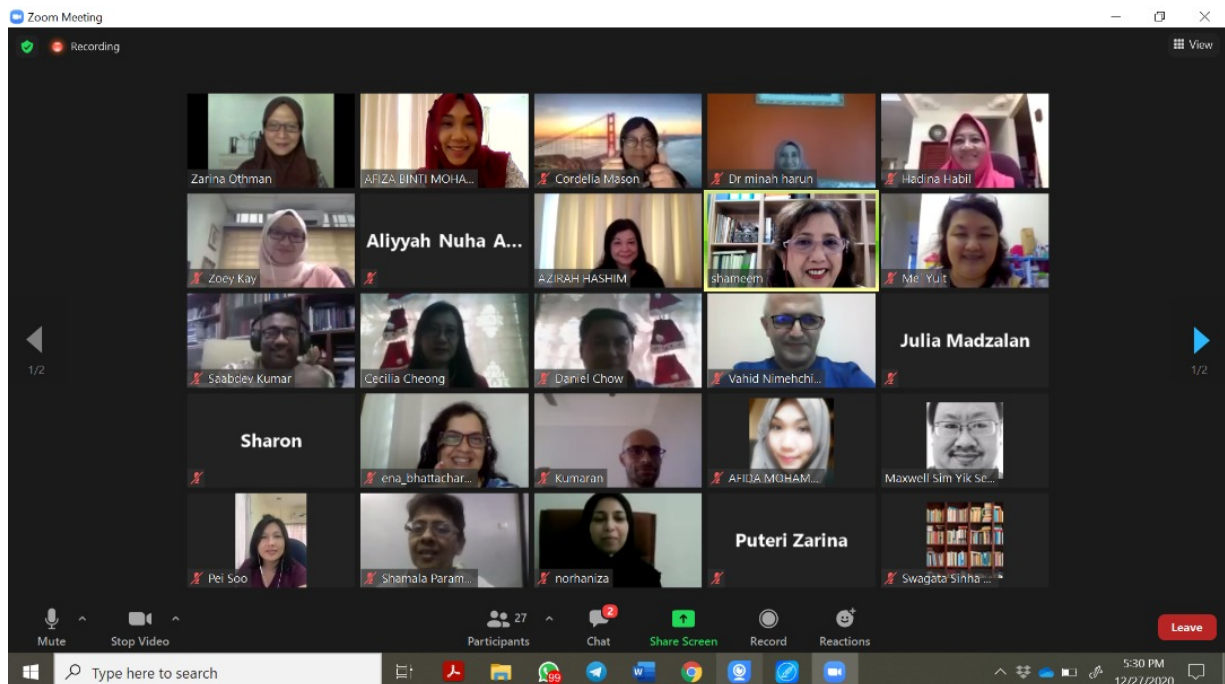 Zoom Meeting
Recording
View
Zarina Othman
AFIZA BINTI MOHA...
Cordelia Mason
Dr minah harun
Hadina Habil
Zoey Kay
Aliyyah Nuha A...
AZIRAH HASHIM
shameem
Mei Yuit
Saabdev Kumar
Cecilia Cheong
Daniel Chow
Vahid Nimehchi...
Julia Madzalan
1/2
1/2
Sharon
ena_bhattachar...
Kumaran
AFIDA MOHAM...
Maxwell Sim Yik Se...
Pei Soo
Shamala Param...
norhaniza
Puteri Zarina
Swagata Sinha ...
Mute
Stop Video
27
Participants
2
Chat
Share Screen
Record
Reactions
Leave
Type here to search
99
5:30 PM
12/27/2020